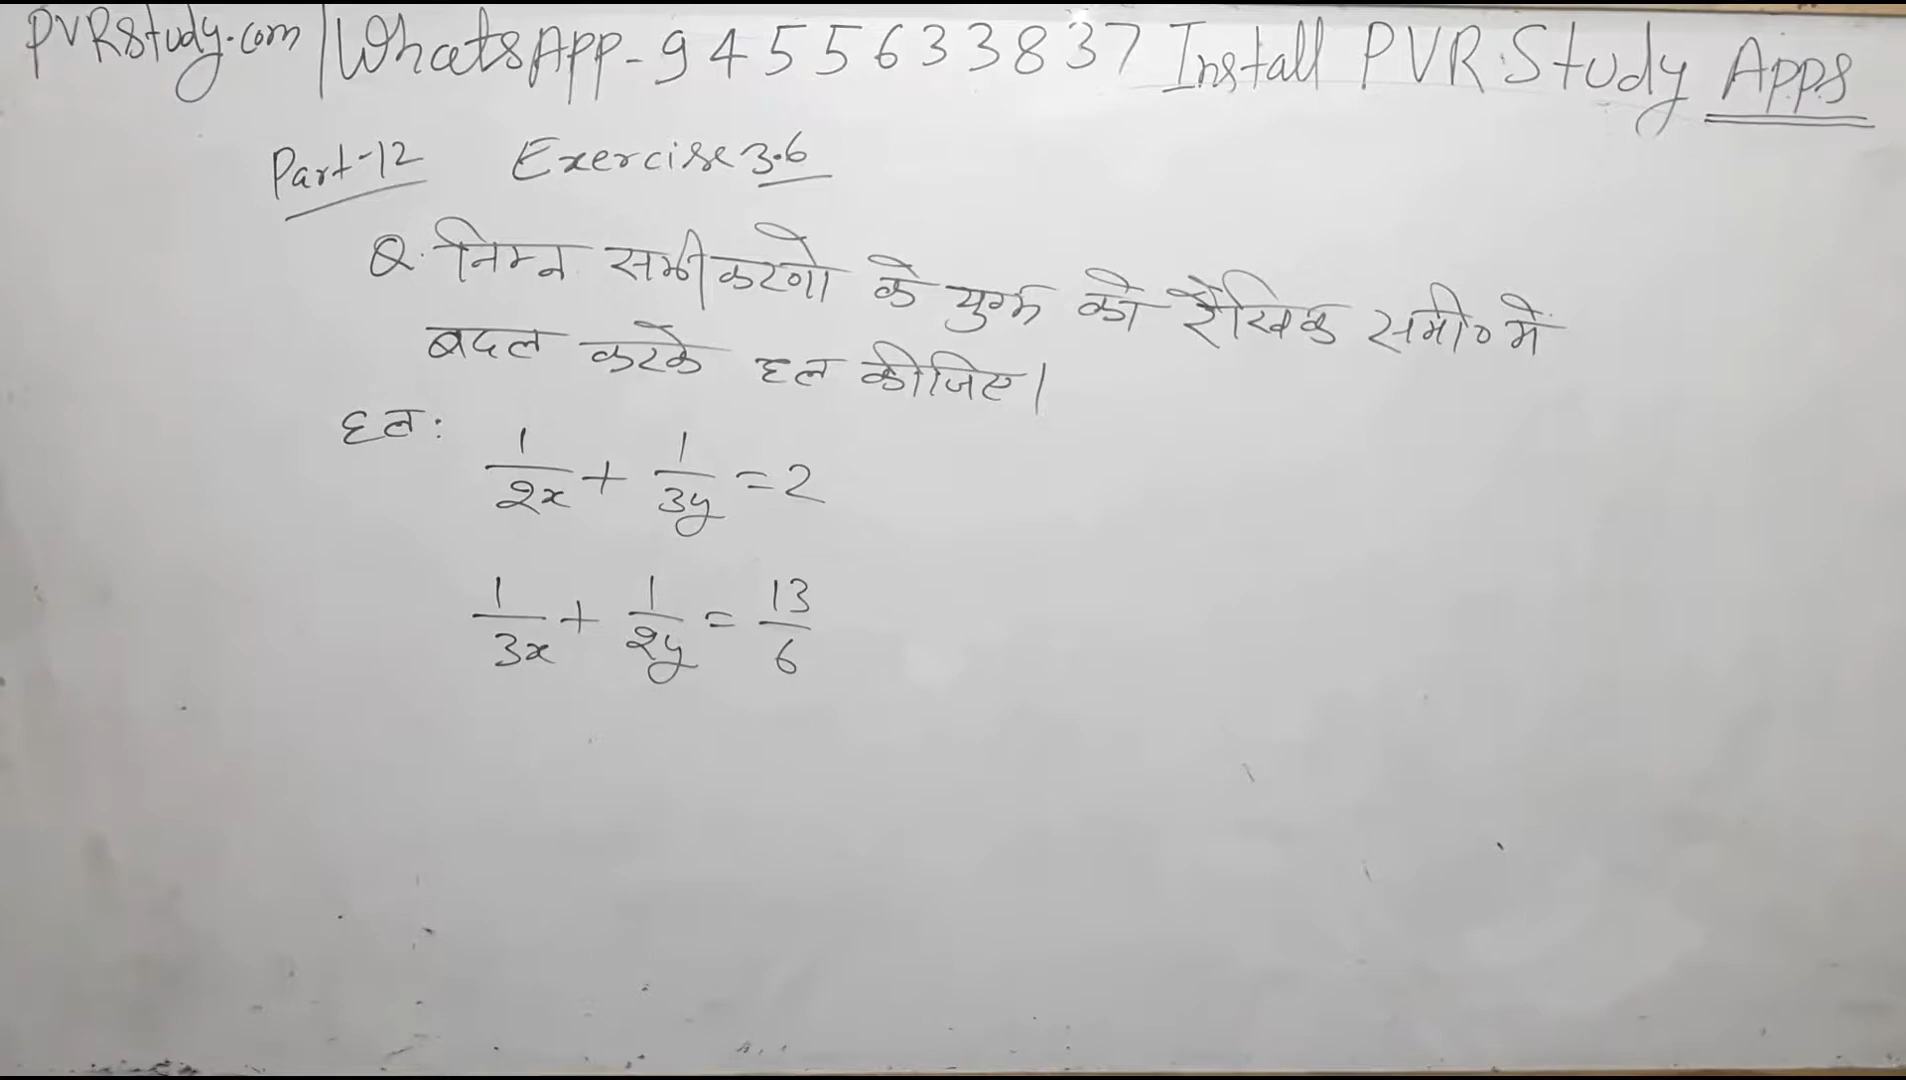 PVRstudy.com | WhatsApp-9455633837 Install PVR Study Apps
Part-12 Exercise 3.6
Q. निम्न समीकरणो के युग्म को रैखिक समी० मे
बदल करके हल कीजिए।
हल:
1/2x + 1/3y = 2
1/3x + 1/2y = 13/6